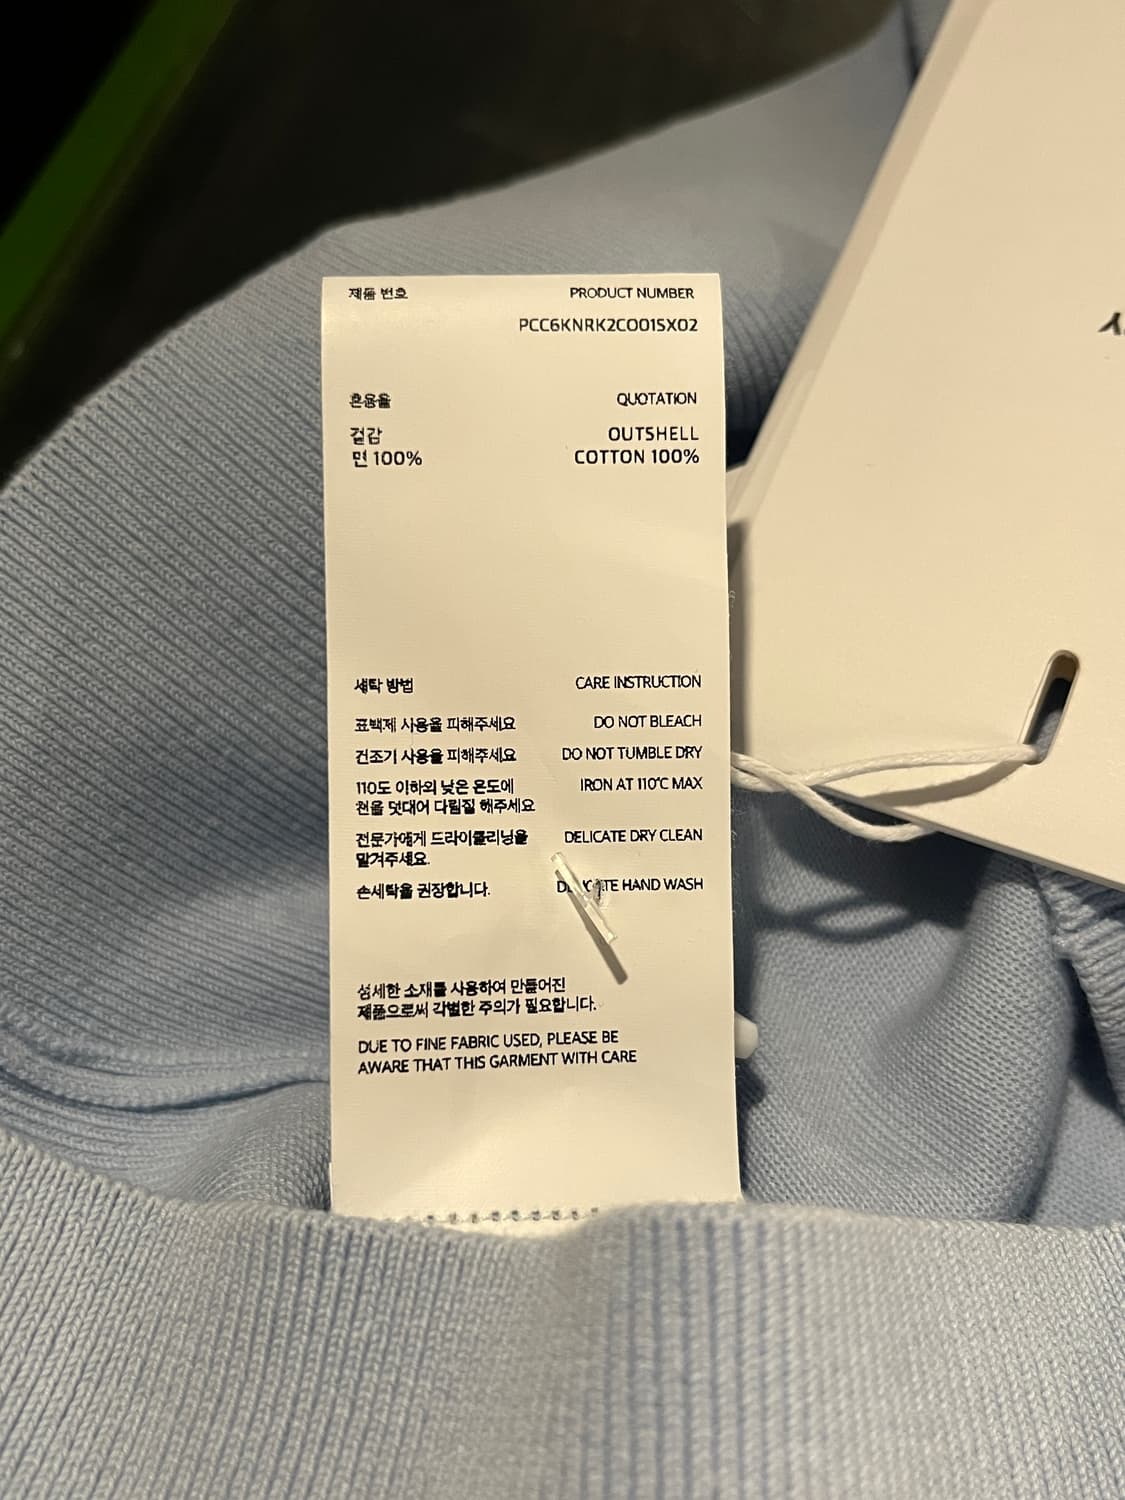 제품 번호 PRODUCT NUMBER
PCC6KNRK2CO01SX02
혼용율 QUOTATION
겉감 OUTSHELL
면 100% COTTON 100%
세탁 방법 CARE INSTRUCTION
표백제 사용을 피해주세요 DO NOT BLEACH
건조기 사용을 피해주세요 DO NOT TUMBLE DRY
110도 이하의 낮은 온도에 IRON AT 110℃ MAX
천을 덧대어 다림질 해주세요
전문가에게 드라이클리닝을 DELICATE DRY CLEAN
맡겨주세요.
손세탁을 권장합니다. DELICATE HAND WASH
섬세한 소재를 사용하여 만들어진
제품으로써 각별한 주의가 필요합니다.
DUE TO FINE FABRIC USED, PLEASE BE
AWARE THAT THIS GARMENT WITH CARE